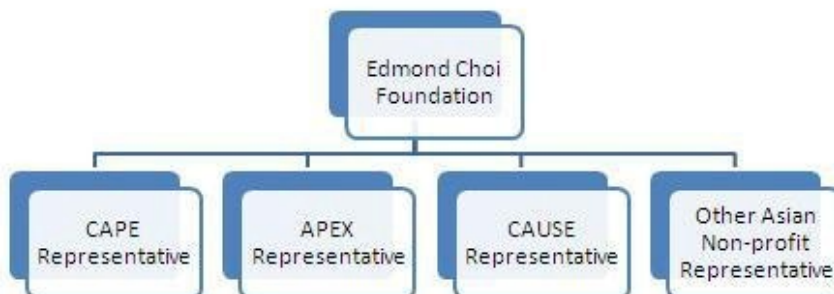 Edmond Choi
Foundation
CAPE
Representative
APEX
Representative
CAUSE
Representative
Other Asian
Non-profit
Representative